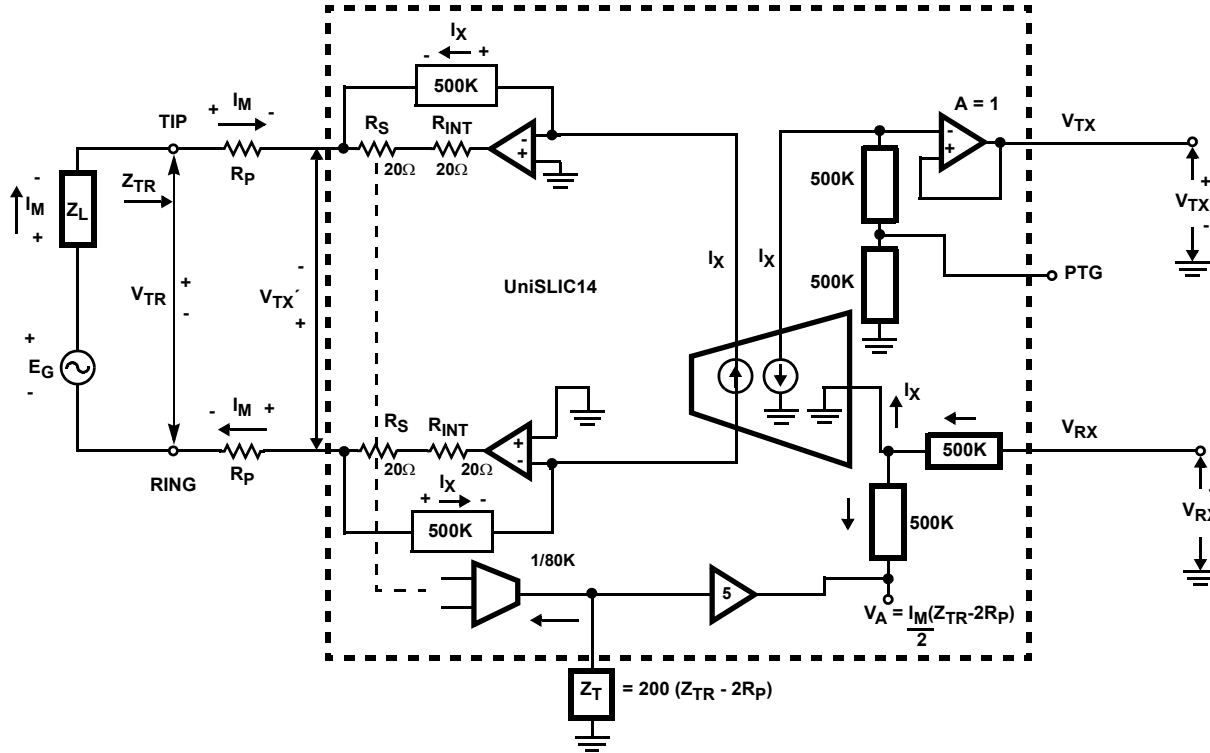 I_X
- +
500K
A = 1
I_M
+ -
TIP
R_S
R_INT
-
+
V_TX
R_P
20Ω
20Ω
500K
-
+
Z_TR
I_M
-
Z_L
+
+
V_TX
-
I_X
I_X
PTG
UniSLIC14
500K
V_TR
+
-
-
V_TX´
+
+
E_G
-
I_M
- +
R_S
R_INT
+
-
I_X
V_RX
R_P
20Ω
20Ω
500K
RING
I_X
+ -
500K
500K
V_RX
1/80K
5
V_A = I_M(Z_TR-2R_P)
2
Z_T = 200 (Z_TR - 2R_P)